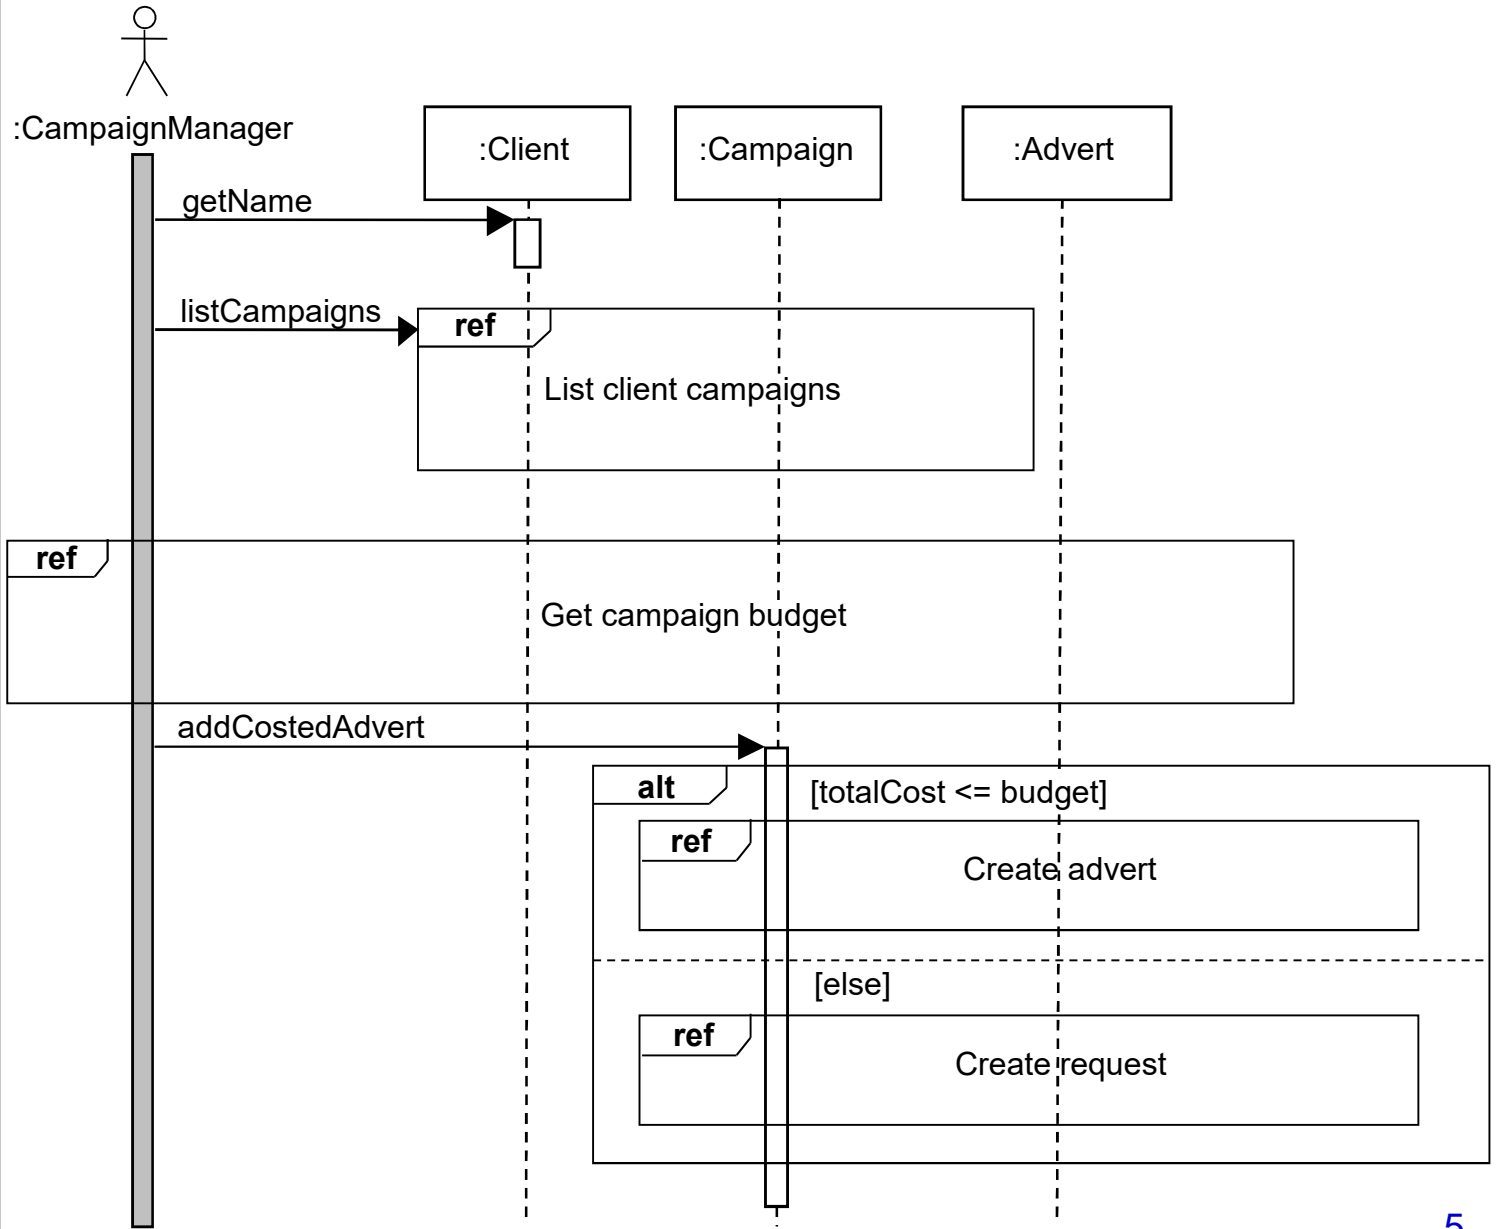 :CampaignManager
:Client
:Campaign
:Advert
getName
listCampaigns
ref
List client campaigns
ref
Get campaign budget
addCostedAdvert
alt
[totalCost <= budget]
ref
Create advert
[else]
ref
Create request
5